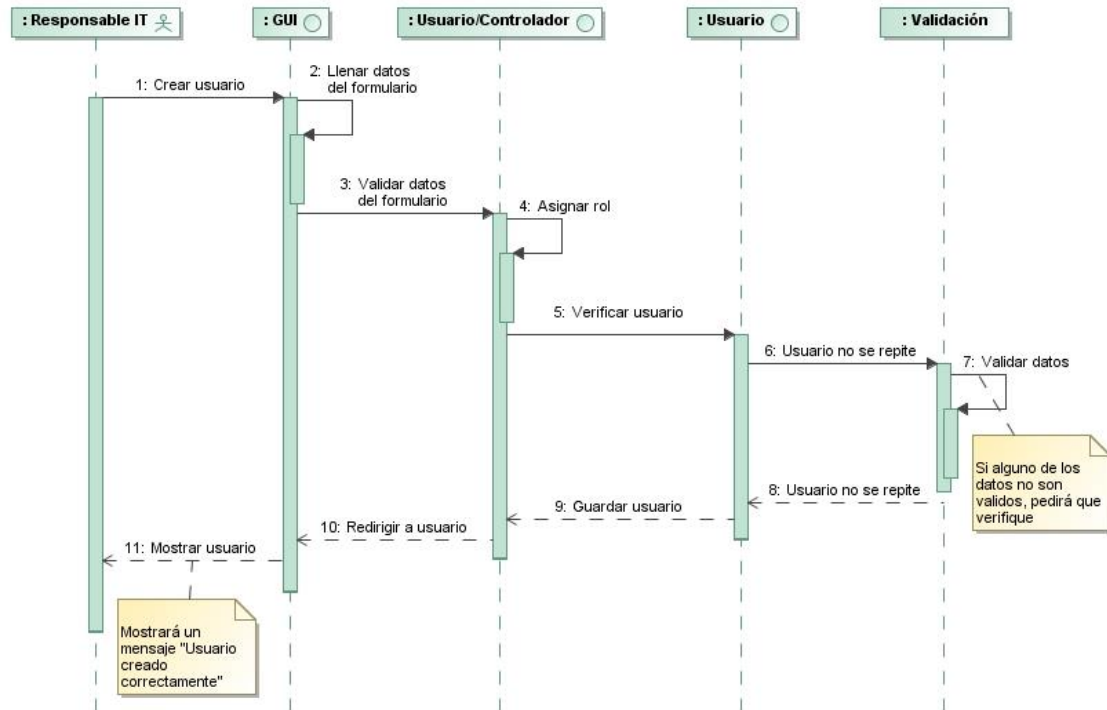 : Responsable IT
: GUI
: Usuario/Controlador
: Usuario
: Validación
1: Crear usuario
2: Llenar datos
del formulario
3: Validar datos
del formulario
4: Asignar rol
5: Verificar usuario
6: Usuario no se repite
7: Validar datos
Si alguno de los
datos no son
validos, pedirá que
verifique
8: Usuario no se repite
9: Guardar usuario
10: Redirigir a usuario
11: Mostrar usuario
Mostrará un
mensaje "Usuario
creado
correctamente"